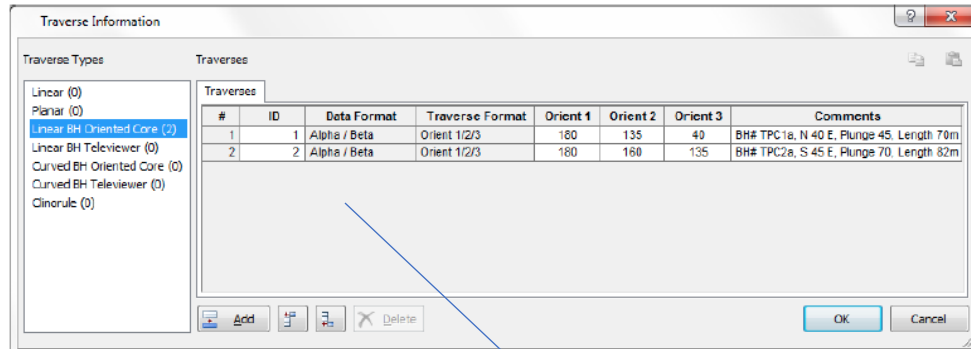 Traverse Information
Traverse Types
Traverses
Linear (0)
Planar (0)
Linear BH Oriented Core (2)
Linear BH Televiewer (0)
Curved BH Oriented Core (0)
Curved BH Televiewer (0)
Clinorule (0)
Traverses
# ID Data Format Traverse Format Orient 1 Orient 2 Orient 3 Comments
1 1 Alpha / Beta Orient 1/2/3 180 135 40 BH# TPC1a, N 40 E, Plunge 45, Length 70m
2 2 Alpha / Beta Orient 1/2/3 180 160 135 BH# TPC2a, S 45 E, Plunge 70, Length 82m
Add Delete OK Cancel